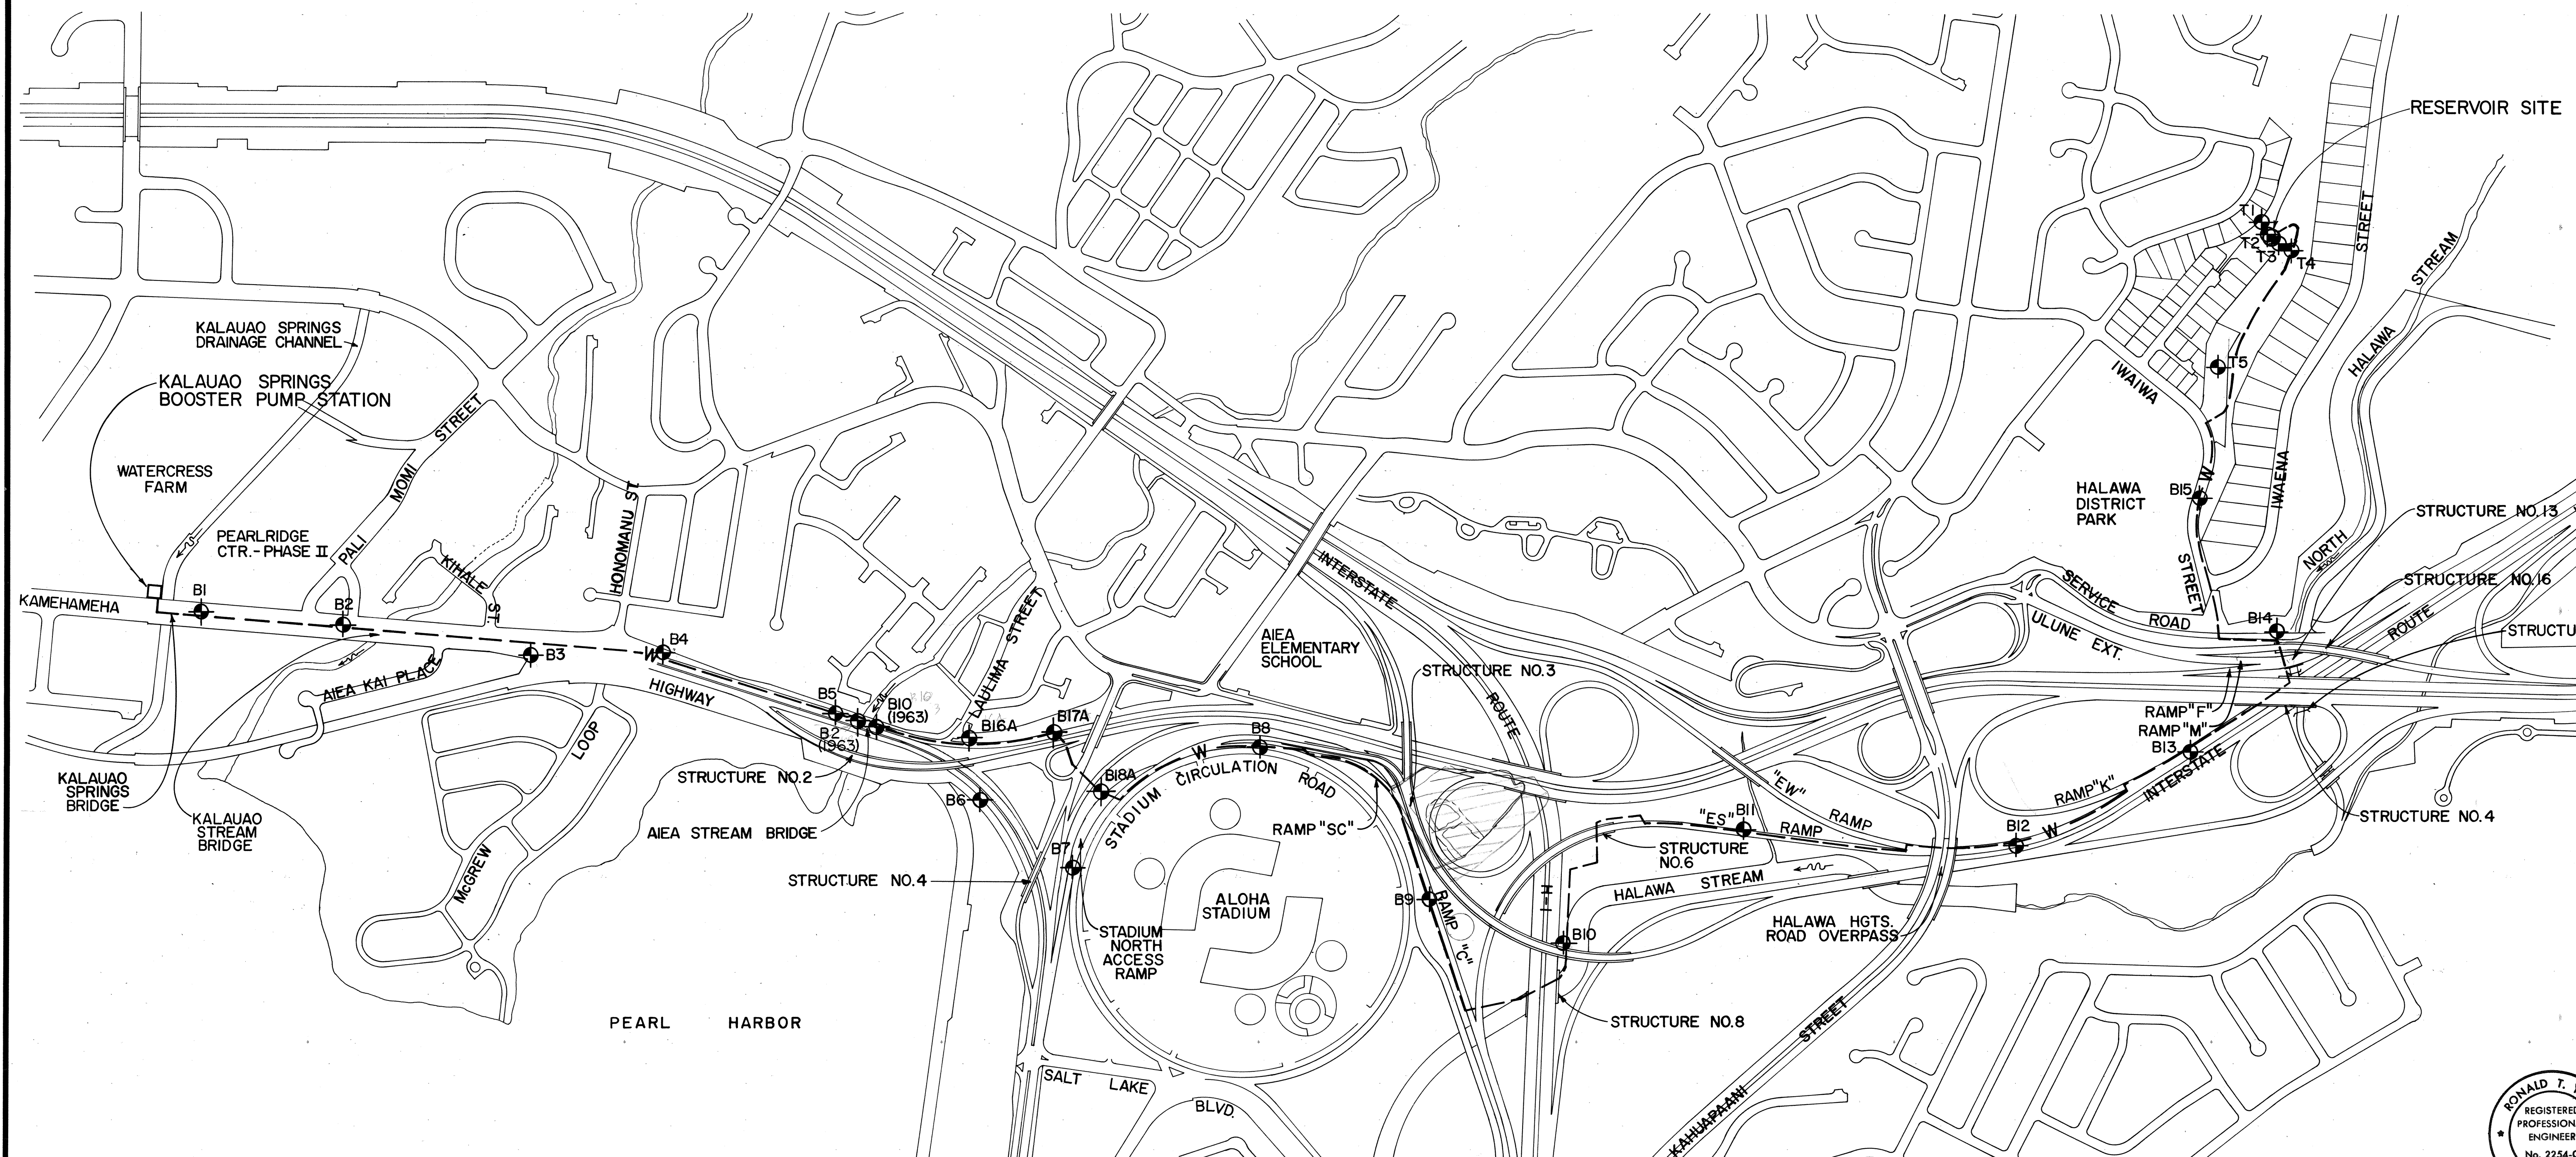 RESERVOIR SITE
T1
T2
T3
T4
STREET
HALAWA STREAM
KALAUAO SPRINGS
DRAINAGE CHANNEL
KALAUAO SPRINGS
BOOSTER PUMP STATION
T5
IWAIWA
PALI MOMI STREET
WATERCRESS
FARM
HONOMANU ST.
HALAWA
DISTRICT
PARK
B15
W
IWAENA
STRUCTURE NO. 13
PEARLRIDGE
CTR.-PHASE II
KIHALE ST.
INTERSTATE
NORTH
STRUCTURE NO. 16
SERVICE ROAD
STREET
KAMEHAMEHA
B1
B2
LAULIMA STREET
ULUNE EXT.
B14
ROUTE
STRUCTU
AIEA
ELEMENTARY
SCHOOL
B4
W
B3
AIEA KAI PLACE
HIGHWAY
STRUCTURE NO. 3
B5
B10
(1963)
B2
(1963)
B16A
B17A
ROUTE
RAMP "F"
RAMP "M"
B13
INTERSTATE
LOOP
B8
W
STADIUM CIRCULATION ROAD
B18A
STRUCTURE NO. 2
KALAUAO
SPRINGS
BRIDGE
"EW" RAMP
RAMP "K"
B6
KALAUAO
STREAM
BRIDGE
AIEA STREAM BRIDGE
RAMP "SC"
B11
"ES" RAMP
B12
W
STRUCTURE NO. 4
STRUCTURE
NO. 6
McGREW
B7
STRUCTURE NO. 4
HALAWA STREAM
H-1
ALOHA
STADIUM
B9
RAMP "C"
HALAWA HGTS.
ROAD OVERPASS
STADIUM
NORTH
ACCESS
RAMP
B10
PEARL HARBOR
STRUCTURE NO. 8
KAHUAPAANI STREET
SALT LAKE BLVD.
RONALD T.
REGISTERED
PROFESSIONAL
ENGINEER
No. 2254-